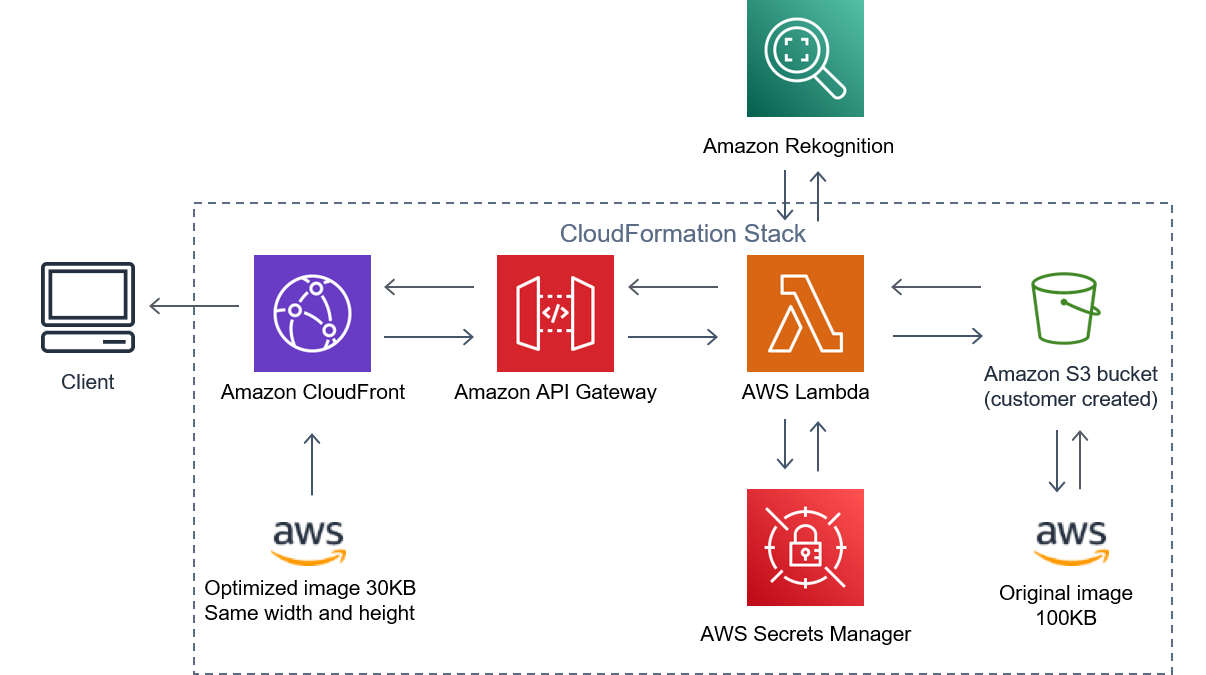 Amazon Rekognition
CloudFormation Stack
Client
Amazon CloudFront
Amazon API Gateway
</>
AWS Lambda
Amazon S3 bucket
(customer created)
aws
Optimized image 30KB
Same width and height
AWS Secrets Manager
aws
Original image
100KB